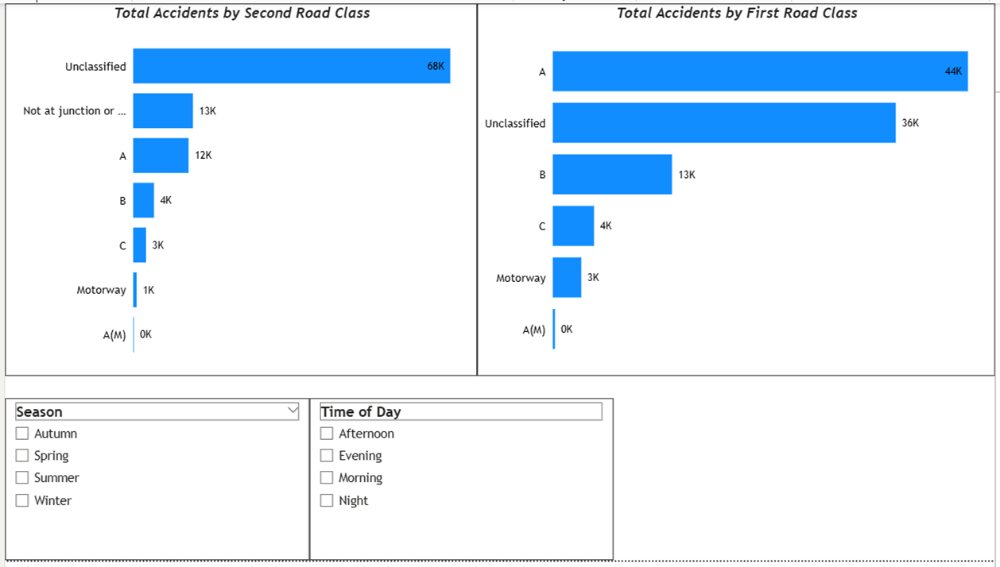 Total Accidents by Second Road Class
Unclassified 68K
Not at junction or ... 13K
A 12K
B 4K
C 3K
Motorway 1K
A(M) 0K
Total Accidents by First Road Class
A 44K
Unclassified 36K
B 13K
C 4K
Motorway 3K
A(M) 0K
Season
Autumn
Spring
Summer
Winter
Time of Day
Afternoon
Evening
Morning
Night